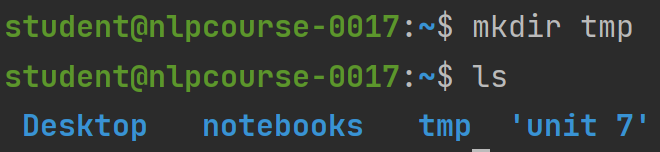 student@nlpcourse-0017:~$ mkdir tmp
student@nlpcourse-0017:~$ ls
Desktop notebooks tmp 'unit 7'